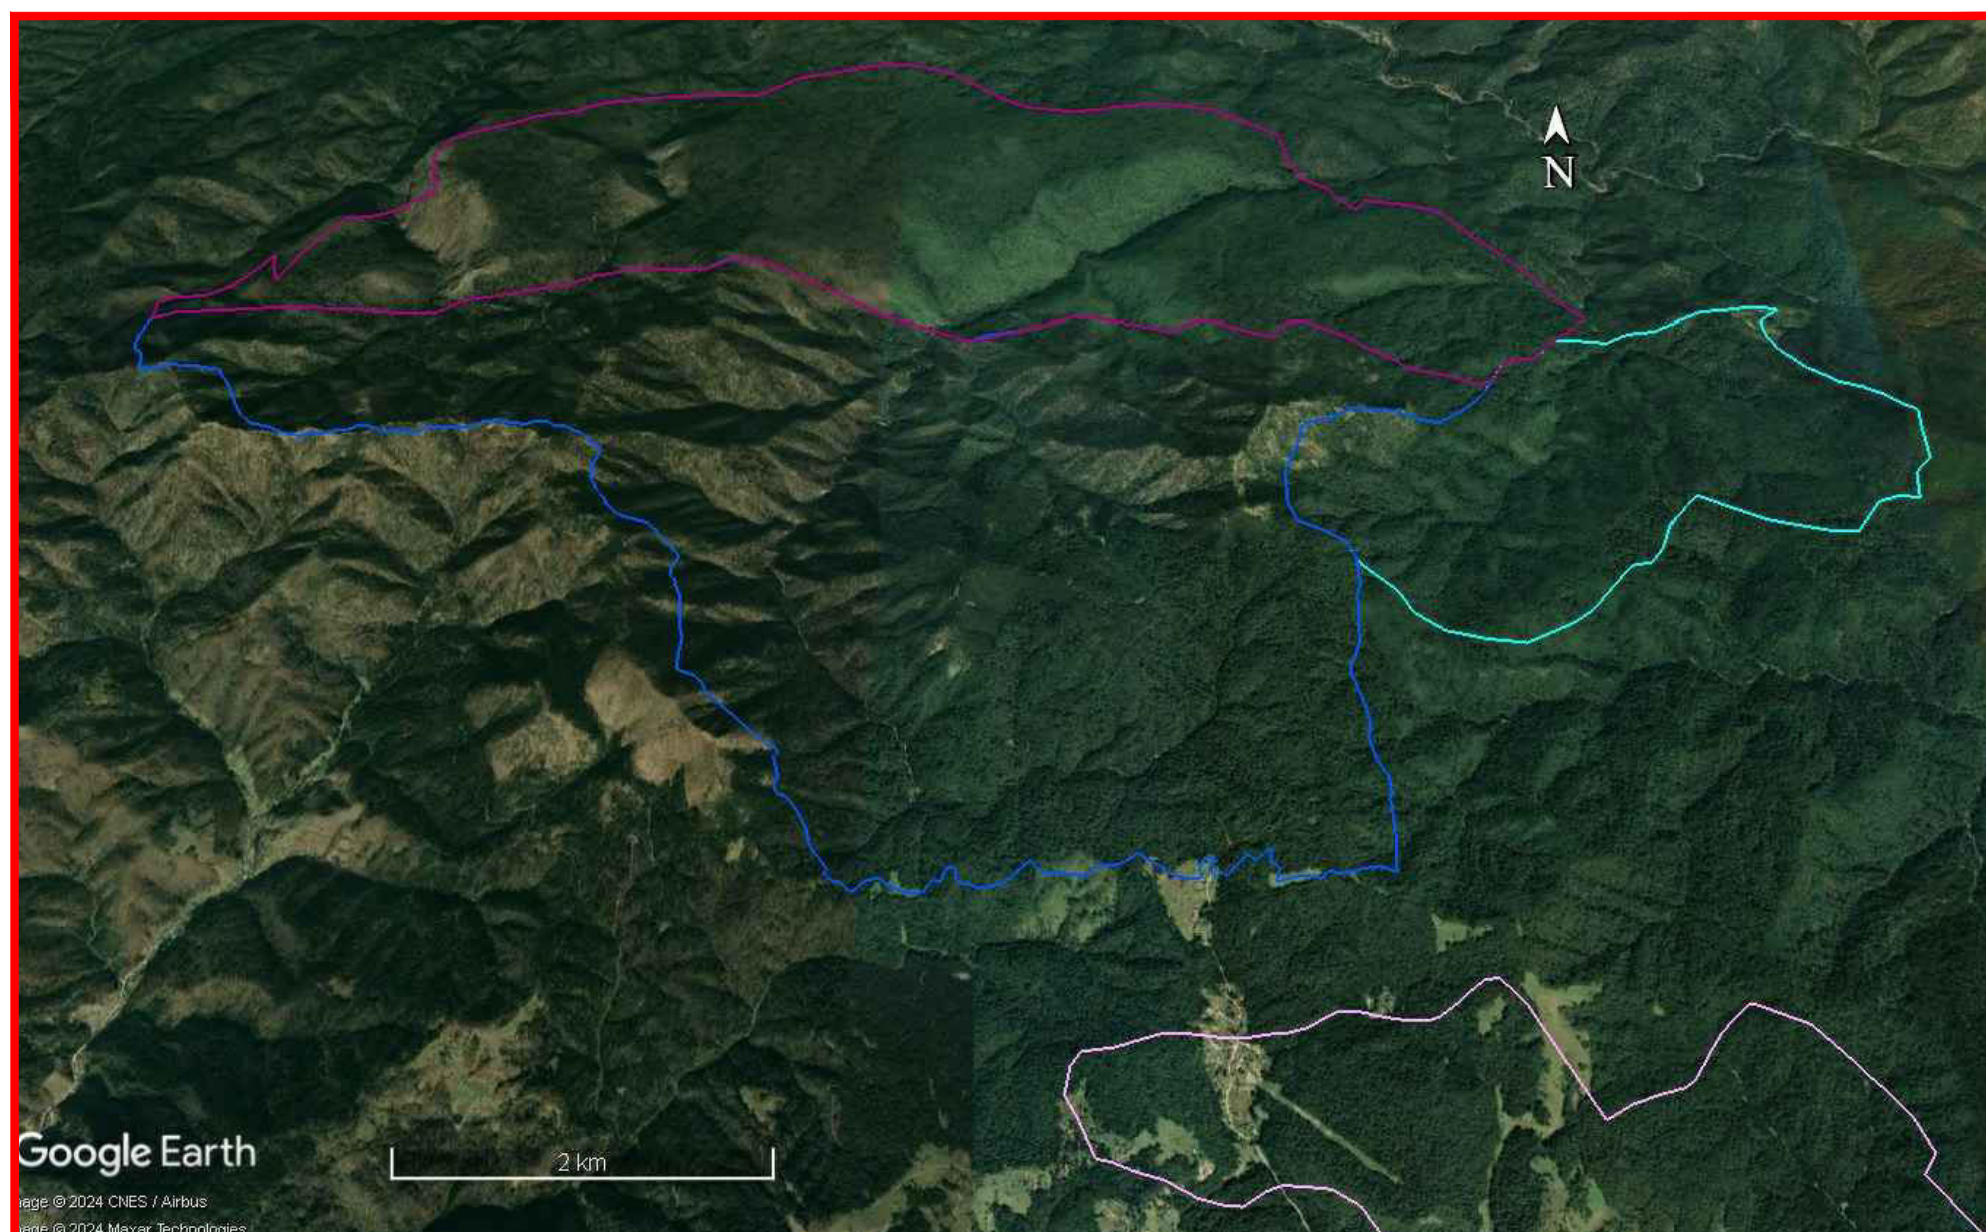 N
Google Earth
2 km
age © 2024 CNES / Airbus
age © 2024 Maxar Technologies